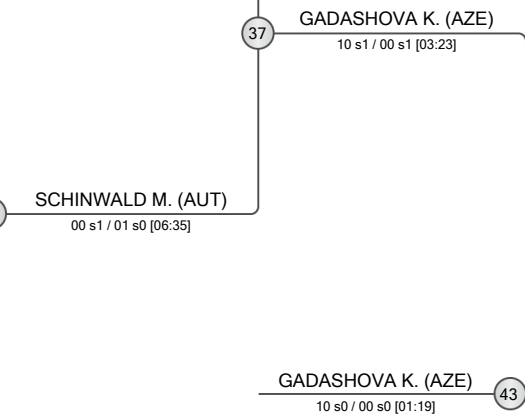 37
GADASHOVA K. (AZE)
10 s1 / 00 s1 [03:23]
SCHINWALD M. (AUT)
00 s1 / 01 s0 [06:35]
GADASHOVA K. (AZE)
43
10 s0 / 00 s0 [01:19]